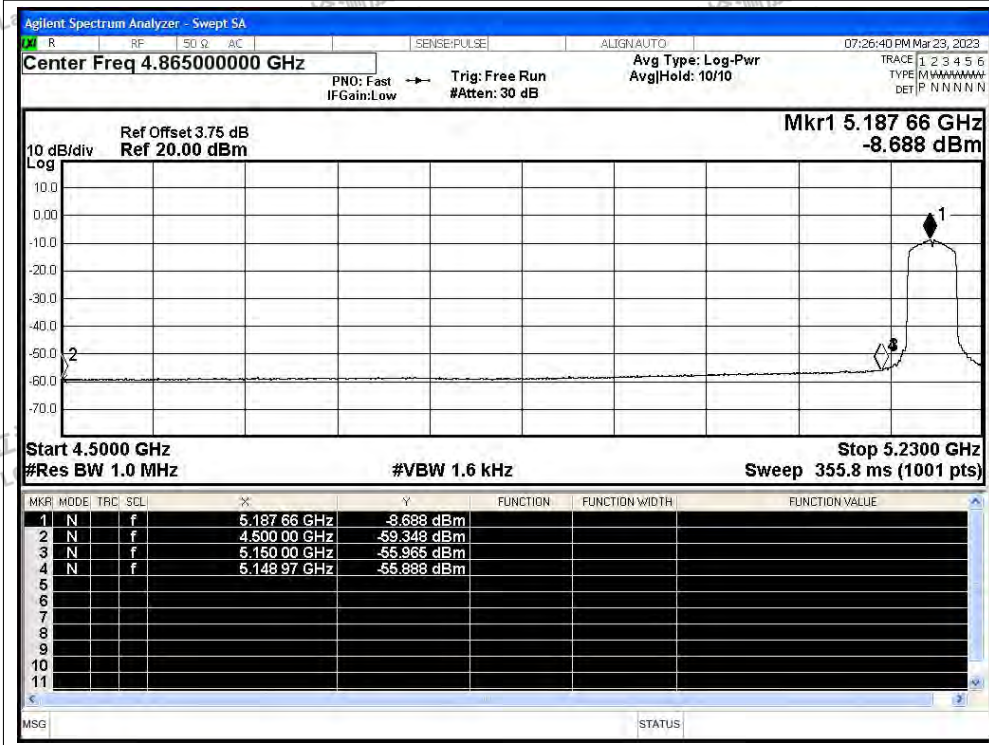 Agilent Spectrum Analyzer - Swept SA
LXI R RF 50 Ω AC SENSE:PULSE ALIGN AUTO 07:26:40 PM Mar 23, 2023
Center Freq 4.865000000 GHz
PNO: Fast
IFGain:Low
Trig: Free Run
#Atten: 30 dB
Avg Type: Log-Pwr
Avg|Hold: 10/10
TRACE 1 2 3 4 5 6
TYPE MWWWWW
DET P N N N N N
Mkr1 5.187 66 GHz
-8.688 dBm
Ref Offset 3.75 dB
10 dB/div Ref 20.00 dBm
Log
10.0
0.00
-10.0
-20.0
-30.0
-40.0
-50.0
-60.0
-70.0
1
2
Start 4.5000 GHz Stop 5.2300 GHz
#Res BW 1.0 MHz #VBW 1.6 kHz Sweep 355.8 ms (1001 pts)
MKR MODE TRC SCL X Y FUNCTION FUNCTION WIDTH FUNCTION VALUE
1 N f 5.187 66 GHz -8.688 dBm
2 N f 4.500 00 GHz -59.348 dBm
3 N f 5.150 00 GHz -55.965 dBm
4 N f 5.148 97 GHz -55.888 dBm
5
6
7
8
9
10
11
MSG STATUS